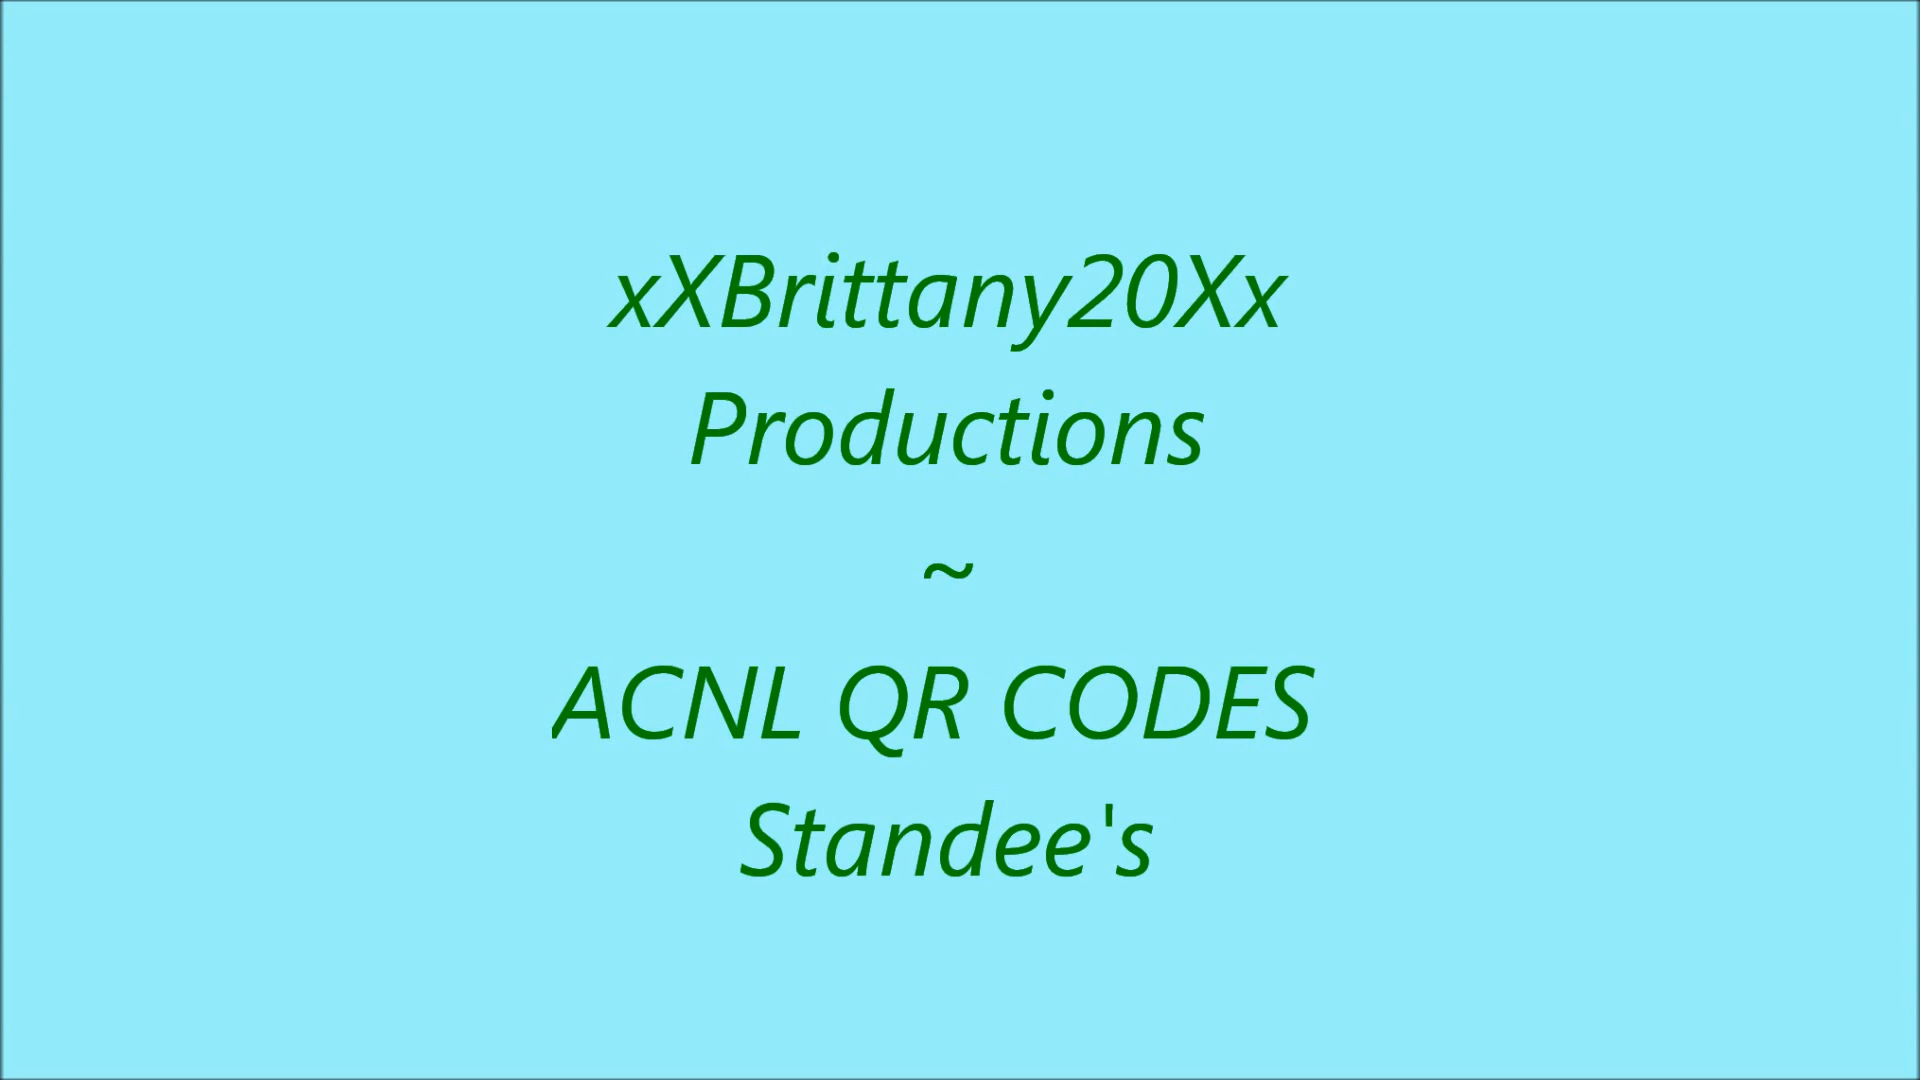 xXBrittany20Xx
Productions
~
ACNL QR CODES
Standee's